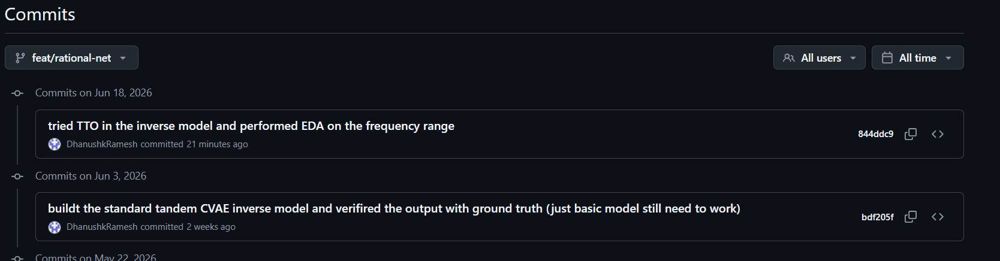 Commits
feat/rational-net
All users
All time
Commits on Jun 18, 2026
tried TTO in the inverse model and performed EDA on the frequency range
DhanushkRamesh committed 21 minutes ago
844ddc9
Commits on Jun 3, 2026
buildt the standard tandem CVAE inverse model and verifired the output with ground truth (just basic model still need to work)
DhanushkRamesh committed 2 weeks ago
bdf205f
Commits on May 22, 2026